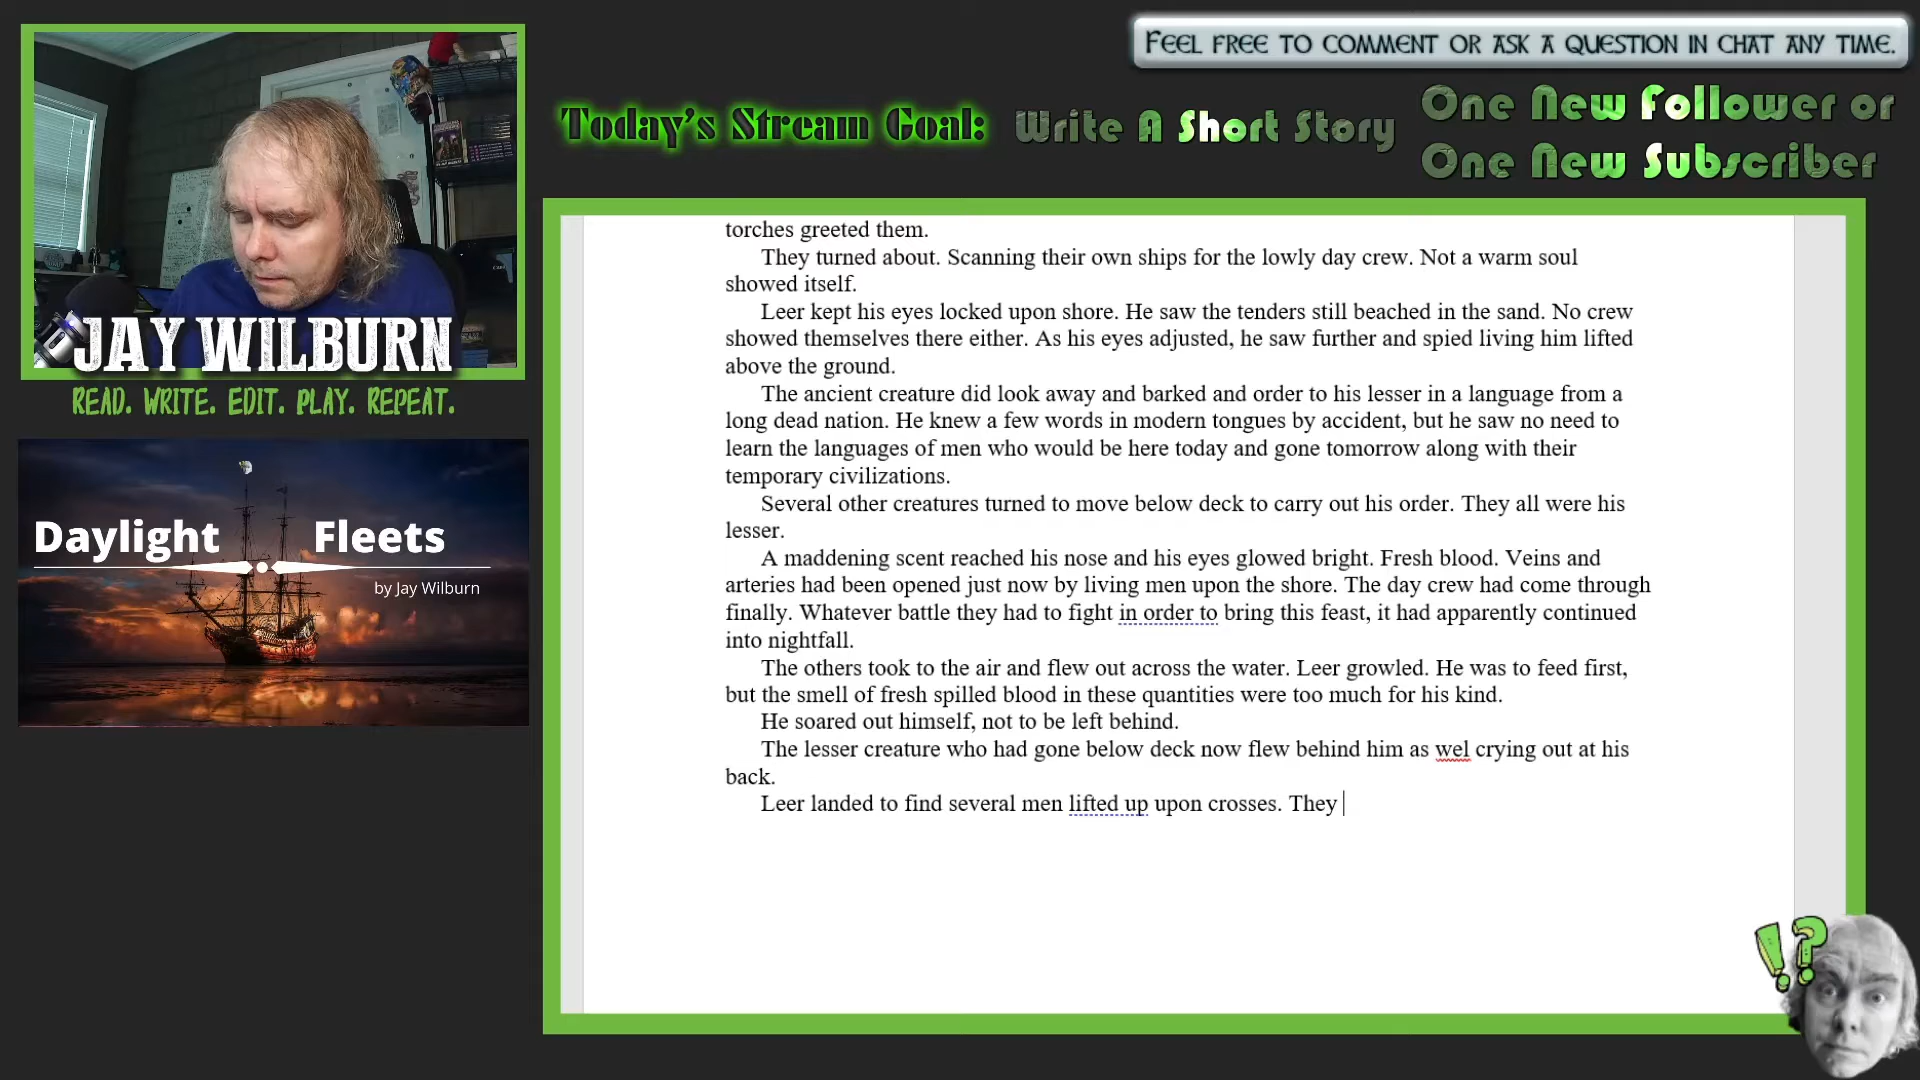 FEEL FREE TO COMMENT OR ASK A QUESTION IN CHAT ANY TIME.
Today's Stream Goal:
Write A Short Story
One New Follower or
One New Subscriber
JAY WILBURN
READ. WRITE. EDIT. PLAY. REPEAT.
Daylight Fleets
by Jay Wilburn
torches greeted them.
They turned about. Scanning their own ships for the lowly day crew. Not a warm soul
showed itself.
Leer kept his eyes locked upon shore. He saw the tenders still beached in the sand. No crew
showed themselves there either. As his eyes adjusted, he saw further and spied living him lifted
above the ground.
The ancient creature did look away and barked and order to his lesser in a language from a
long dead nation. He knew a few words in modern tongues by accident, but he saw no need to
learn the languages of men who would be here today and gone tomorrow along with their
temporary civilizations.
Several other creatures turned to move below deck to carry out his order. They all were his
lesser.
A maddening scent reached his nose and his eyes glowed bright. Fresh blood. Veins and
arteries had been opened just now by living men upon the shore. The day crew had come through
finally. Whatever battle they had to fight in order to bring this feast, it had apparently continued
into nightfall.
The others took to the air and flew out across the water. Leer growled. He was to feed first,
but the smell of fresh spilled blood in these quantities were too much for his kind.
He soared out himself, not to be left behind.
The lesser creature who had gone below deck now flew behind him as wel crying out at his
back.
Leer landed to find several men lifted up upon crosses. They
!?